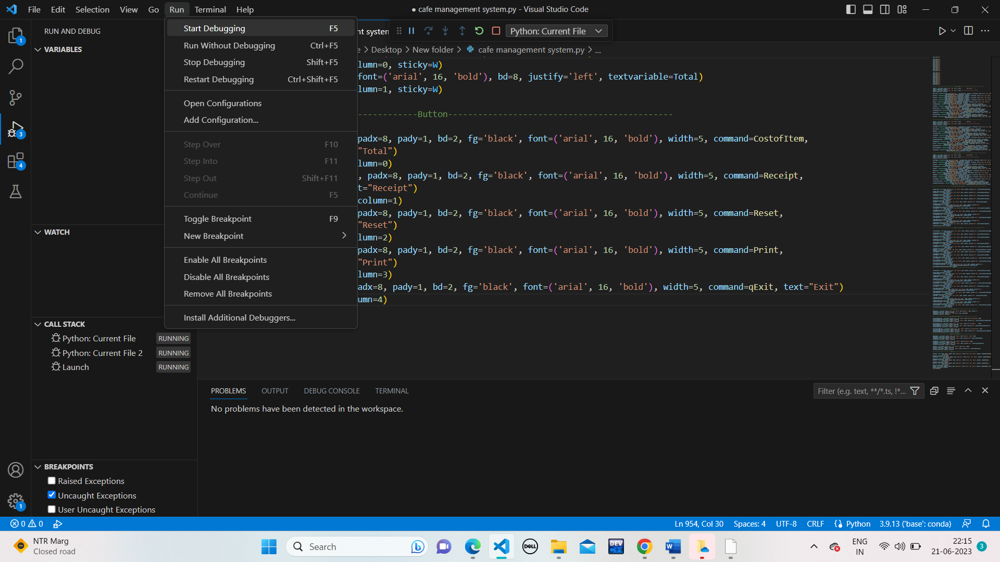 File Edit Selection View Go Run Terminal Help
● cafe management system.py - Visual Studio Code
RUN AND DEBUG
VARIABLES
WATCH
CALL STACK
Python: Current File RUNNING
Python: Current File 2 RUNNING
Launch RUNNING
BREAKPOINTS
Raised Exceptions
Uncaught Exceptions
User Uncaught Exceptions
1
3
4
1
Start Debugging F5
Run Without Debugging Ctrl+F5
Stop Debugging Shift+F5
Restart Debugging Ctrl+Shift+F5
Open Configurations
Add Configuration...
Step Over F10
Step Into F11
Step Out Shift+F11
Continue F5
Toggle Breakpoint F9
New Breakpoint
Enable All Breakpoints
Disable All Breakpoints
Remove All Breakpoints
Install Additional Debuggers...
nt system
Python: Current File
e > Desktop > New folder > cafe management system.py > ...
lumn=0, sticky=W)
font=('arial', 16, 'bold'), bd=8, justify='left', textvariable=Total)
lumn=1, sticky=W)
------------Button---------------------------------------------
padx=8, pady=1, bd=2, fg='black', font=('arial', 16, 'bold'), width=5, command=CostofItem,
"Total")
lumn=0)
, padx=8, pady=1, bd=2, fg='black', font=('arial', 16, 'bold'), width=5, command=Receipt,
t="Receipt")
column=1)
padx=8, pady=1, bd=2, fg='black', font=('arial', 16, 'bold'), width=5, command=Reset,
"Reset")
lumn=2)
padx=8, pady=1, bd=2, fg='black', font=('arial', 16, 'bold'), width=5, command=Print,
"Print")
lumn=3)
adx=8, pady=1, bd=2, fg='black', font=('arial', 16, 'bold'), width=5, command=qExit, text="Exit")
umn=4)
PROBLEMS OUTPUT DEBUG CONSOLE TERMINAL
Filter (e.g. text, **/*.ts, !*...
No problems have been detected in the workspace.
0 0
Ln 954, Col 30 Spaces: 4 UTF-8 CRLF Python 3.9.13 ('base': conda)
NTR Marg
Closed road
Search
DELL
DEV
C++
W
ENG
IN
22:15
21-06-2023
3